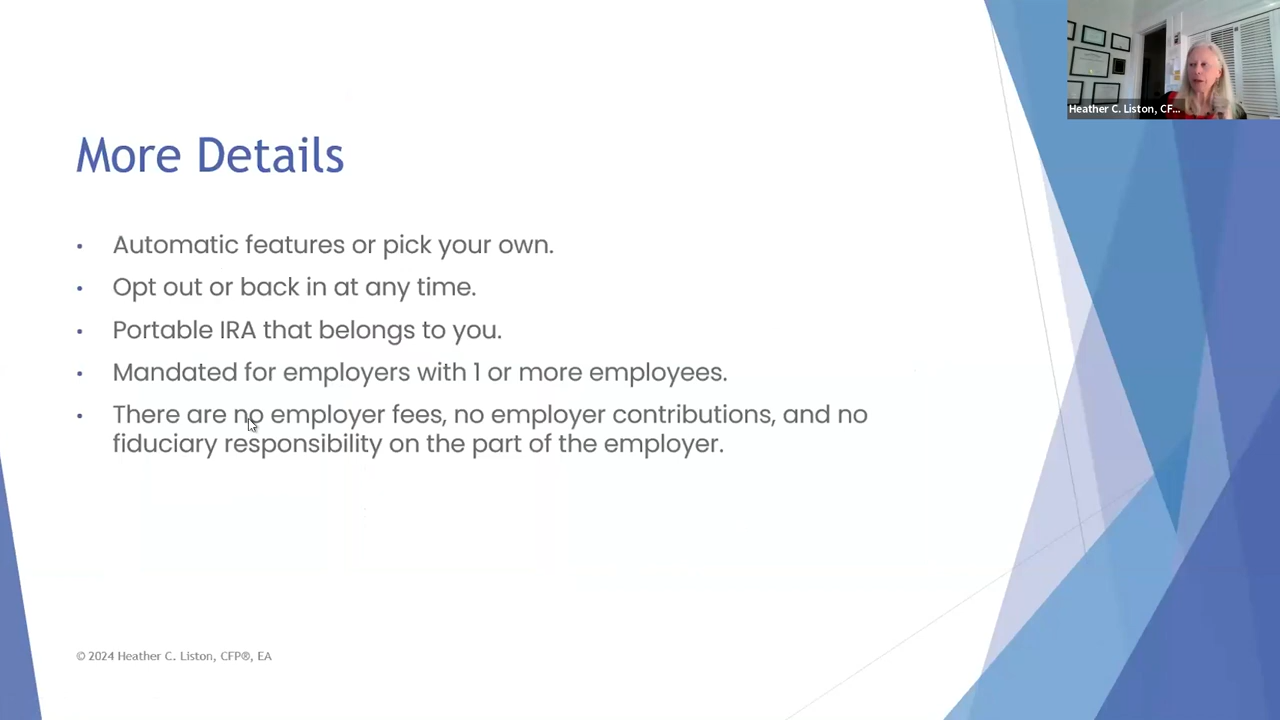 Heather C. Liston, CF...
More Details
• Automatic features or pick your own.
• Opt out or back in at any time.
• Portable IRA that belongs to you.
• Mandated for employers with 1 or more employees.
• There are no employer fees, no employer contributions, and no
fiduciary responsibility on the part of the employer.
© 2024 Heather C. Liston, CFP®, EA